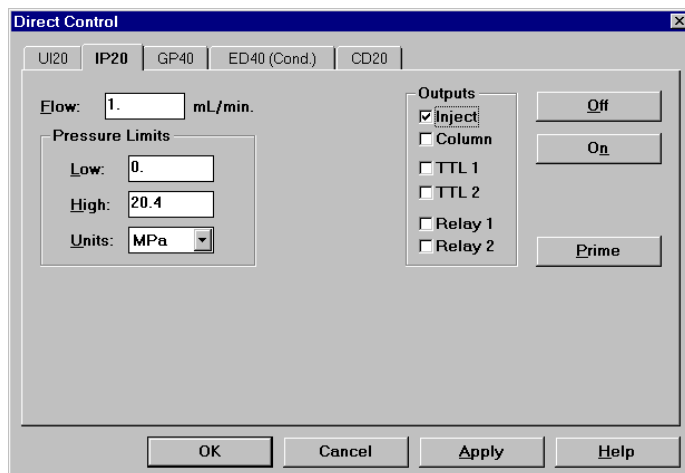 Direct Control
UI20 IP20 GP40 ED40 (Cond.) CD20
Flow: 1. mL/min.
Pressure Limits
Low: 0.
High: 20.4
Units: MPa
Outputs
Inject
Column
TTL 1
TTL 2
Relay 1
Relay 2
Off
On
Prime
OK Cancel Apply Help